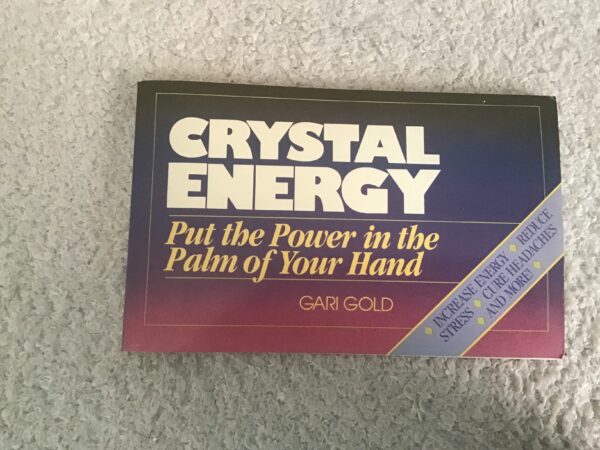 CRYSTAL
ENERGY
Put the Power in the
Palm of Your Hand
GARI GOLD
INCREASE ENERGY ◆ REDUCE
STRESS ◆ CURE HEADACHES
◆ AND MORE! ◆